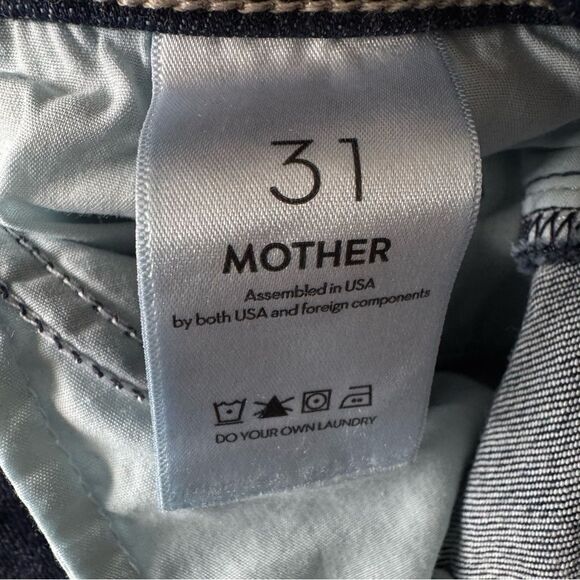 31
MOTHER
Assembled in USA
by both USA and foreign components
DO YOUR OWN LAUNDRY